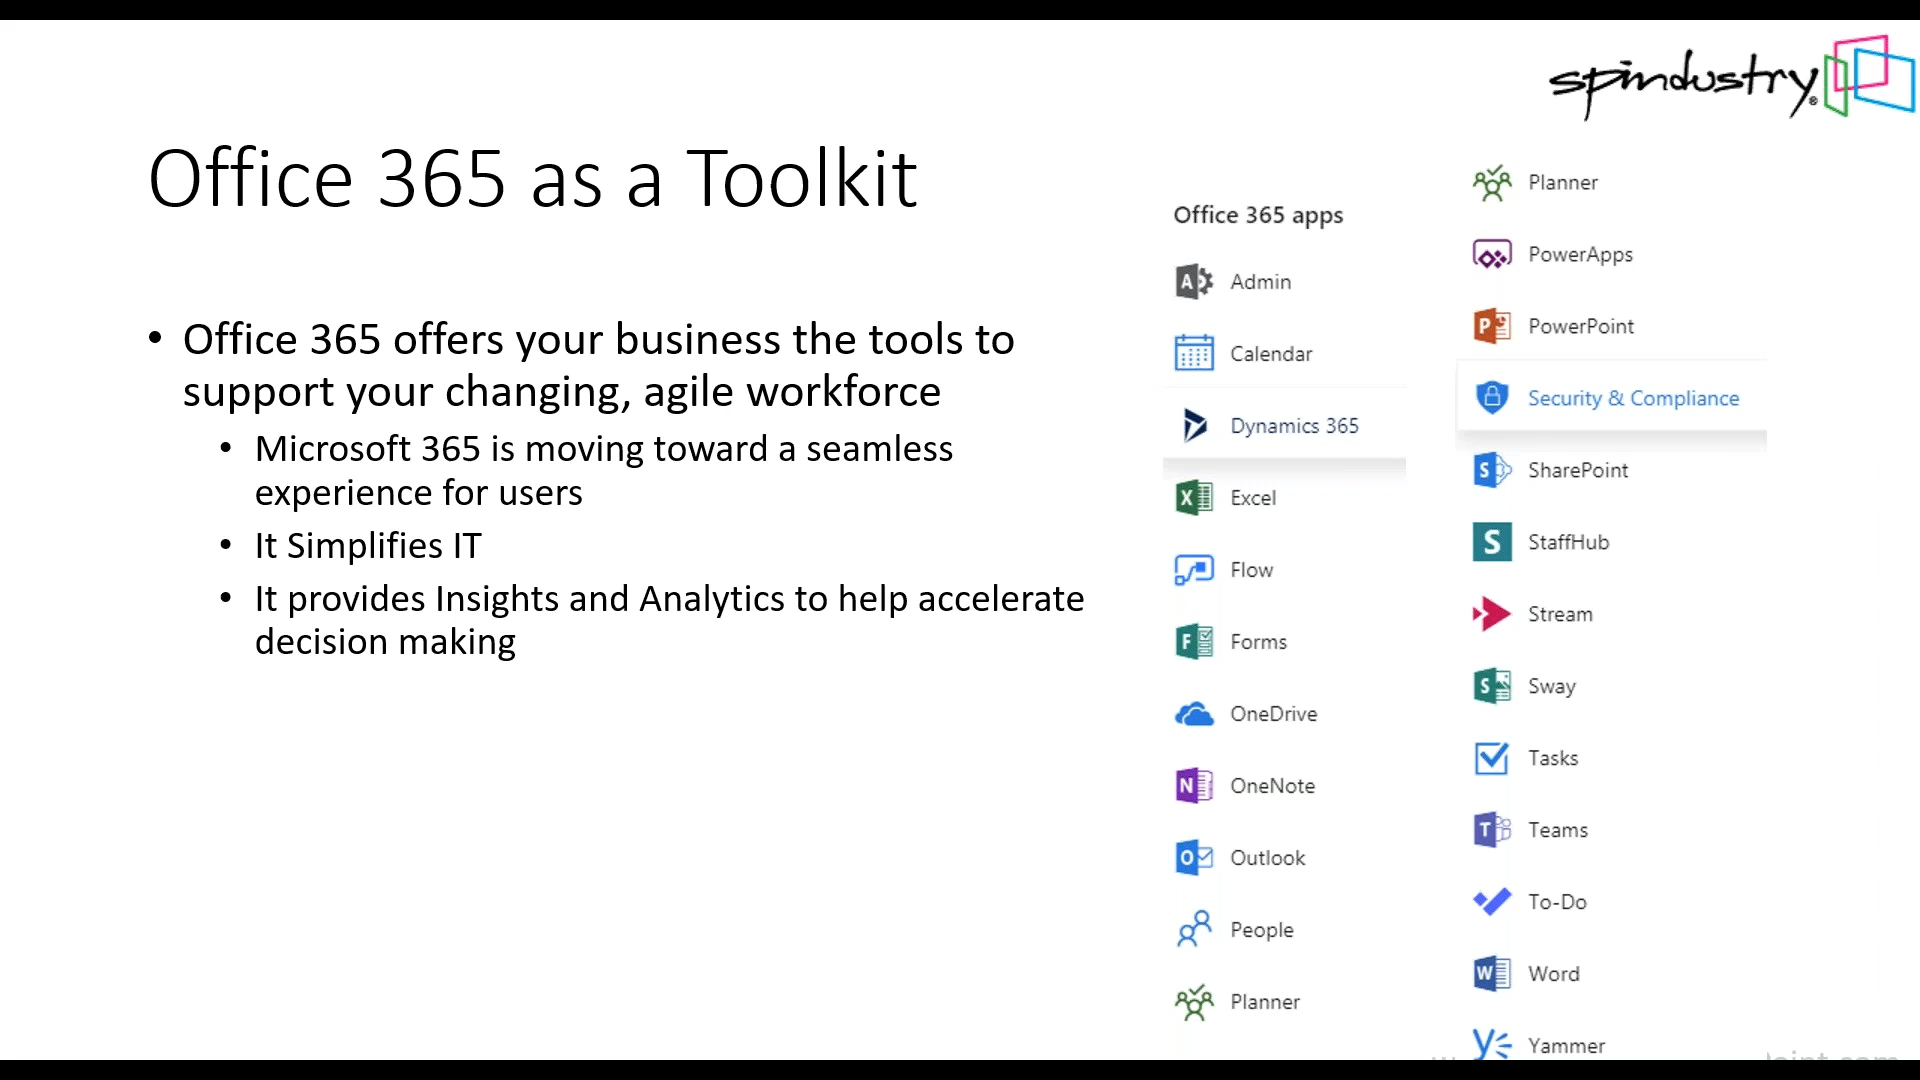 spindustry
Office 365 as a Toolkit
• Office 365 offers your business the tools to
support your changing, agile workforce
• Microsoft 365 is moving toward a seamless
experience for users
• It Simplifies IT
• It provides Insights and Analytics to help accelerate
decision making
Office 365 apps
Admin
Calendar
Dynamics 365
Excel
Flow
Forms
OneDrive
OneNote
Outlook
People
Planner
Planner
PowerApps
PowerPoint
Security & Compliance
SharePoint
StaffHub
Stream
Sway
Tasks
Teams
To-Do
Word
Yammer